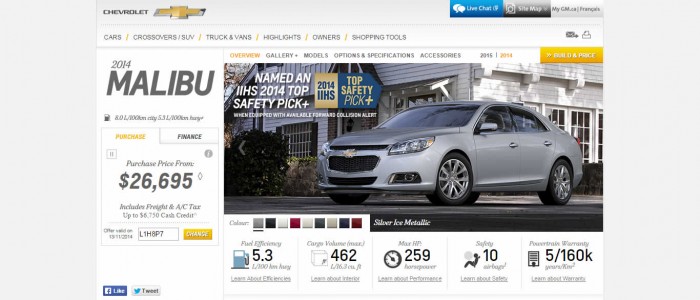 CHEVROLET
Live Chat
Site Map
My GM.ca | Français
CARS / CROSSOVERS / SUV / TRUCK & VANS / HIGHLIGHTS / OWNERS / SHOPPING TOOLS
OVERVIEW GALLERY MODELS OPTIONS & SPECIFICATIONS ACCESSORIES 2015 | 2014
BUILD & PRICE
2014
MALIBU
8.0 L/100km city 5.3 L/100km hwy+
PURCHASE FINANCE
Purchase Price From:
$26,695 ◊
Includes Freight & A/C Tax
Up to $6,750 Cash Credit^
Offer valid on
10/11/2014
L1H8P7
CHANGE
Like
Tweet
NAMED AN
IIHS 2014 TOP
SAFETY PICK+
WHEN EQUIPPED WITH AVAILABLE FORWARD COLLISION ALERT
2014
IIHS
TOP
SAFETY
PICK+
Colour:
Silver Ice Metallic
Fuel Efficiency
5.3
L/100 km hwy
Learn About Efficiencies
Cargo Volume (max.)
462
L/16.3 cu. ft
Learn about Interior
Max HP:
259
horsepower
Learn about Performance
Safety
10
airbags
Learn about Safety
Powertrain Warranty
5/160k
years/Km
Learn about Warranty